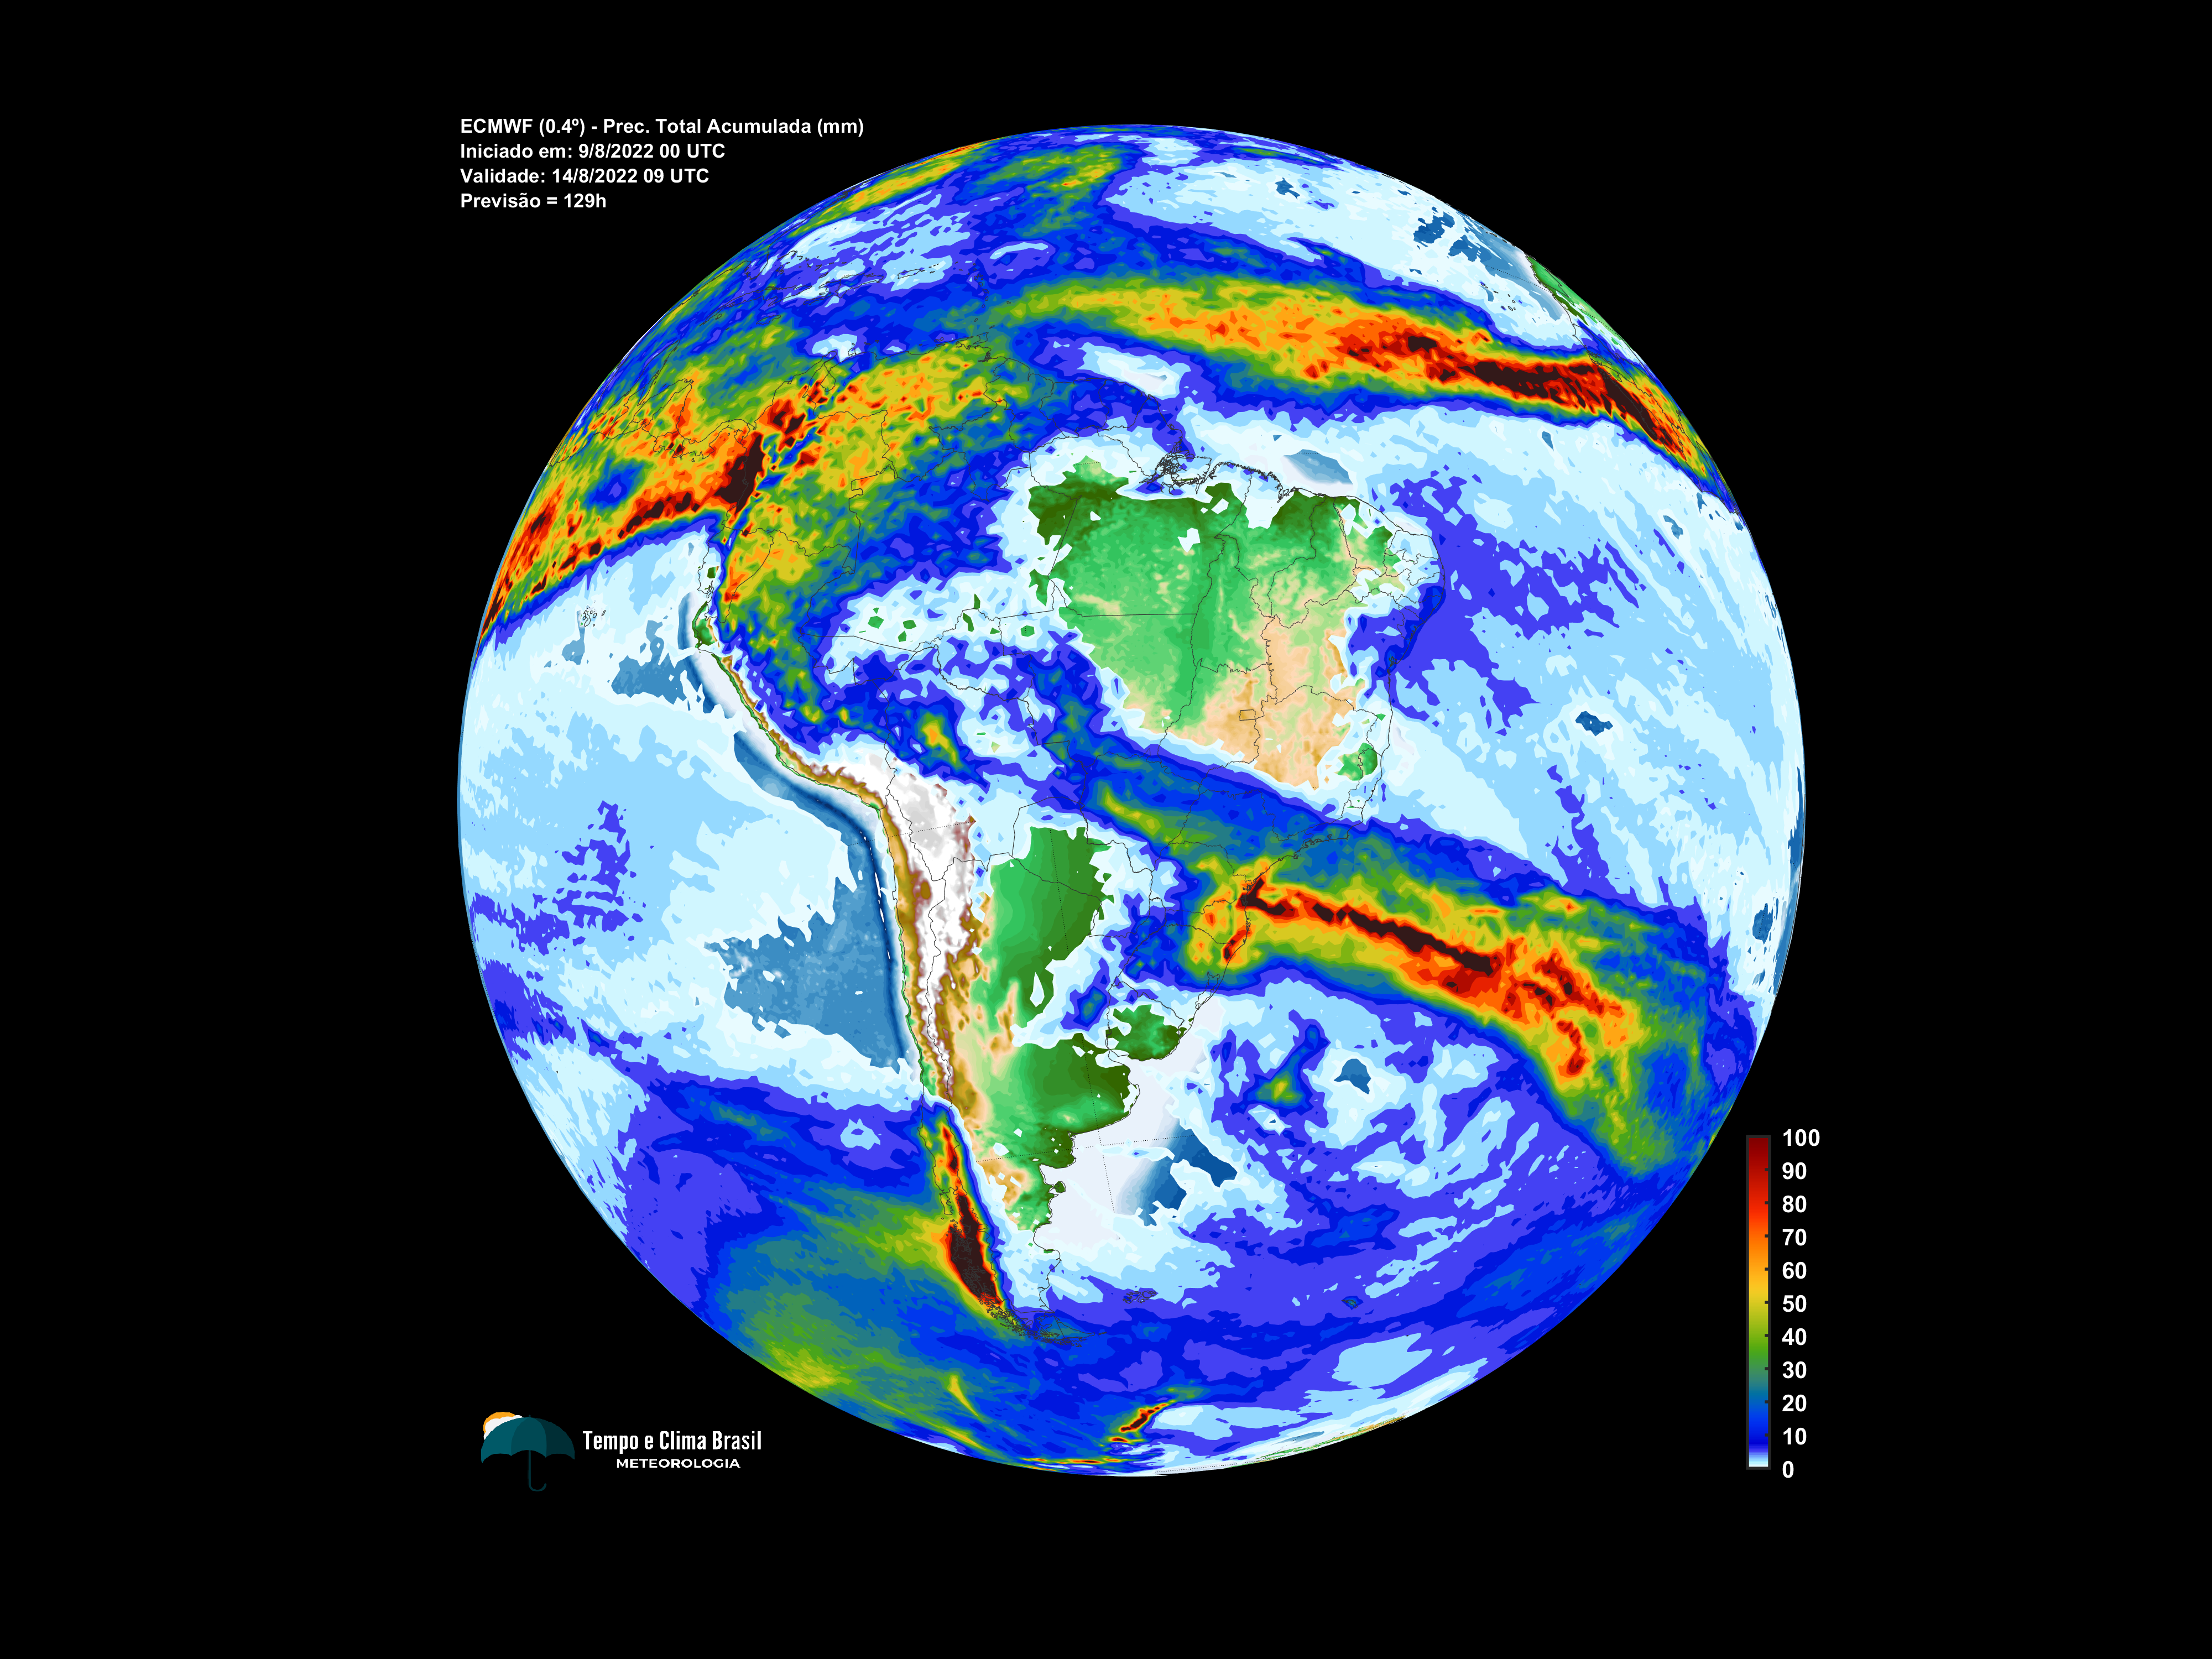 ECMWF (0.4º) - Prec. Total Acumulada (mm)
Iniciado em: 9/8/2022 00 UTC
Validade: 14/8/2022 09 UTC
Previsão = 129h
100
90
80
70
60
50
40
30
20
10
0
Tempo e Clima Brasil
METEOROLOGIA